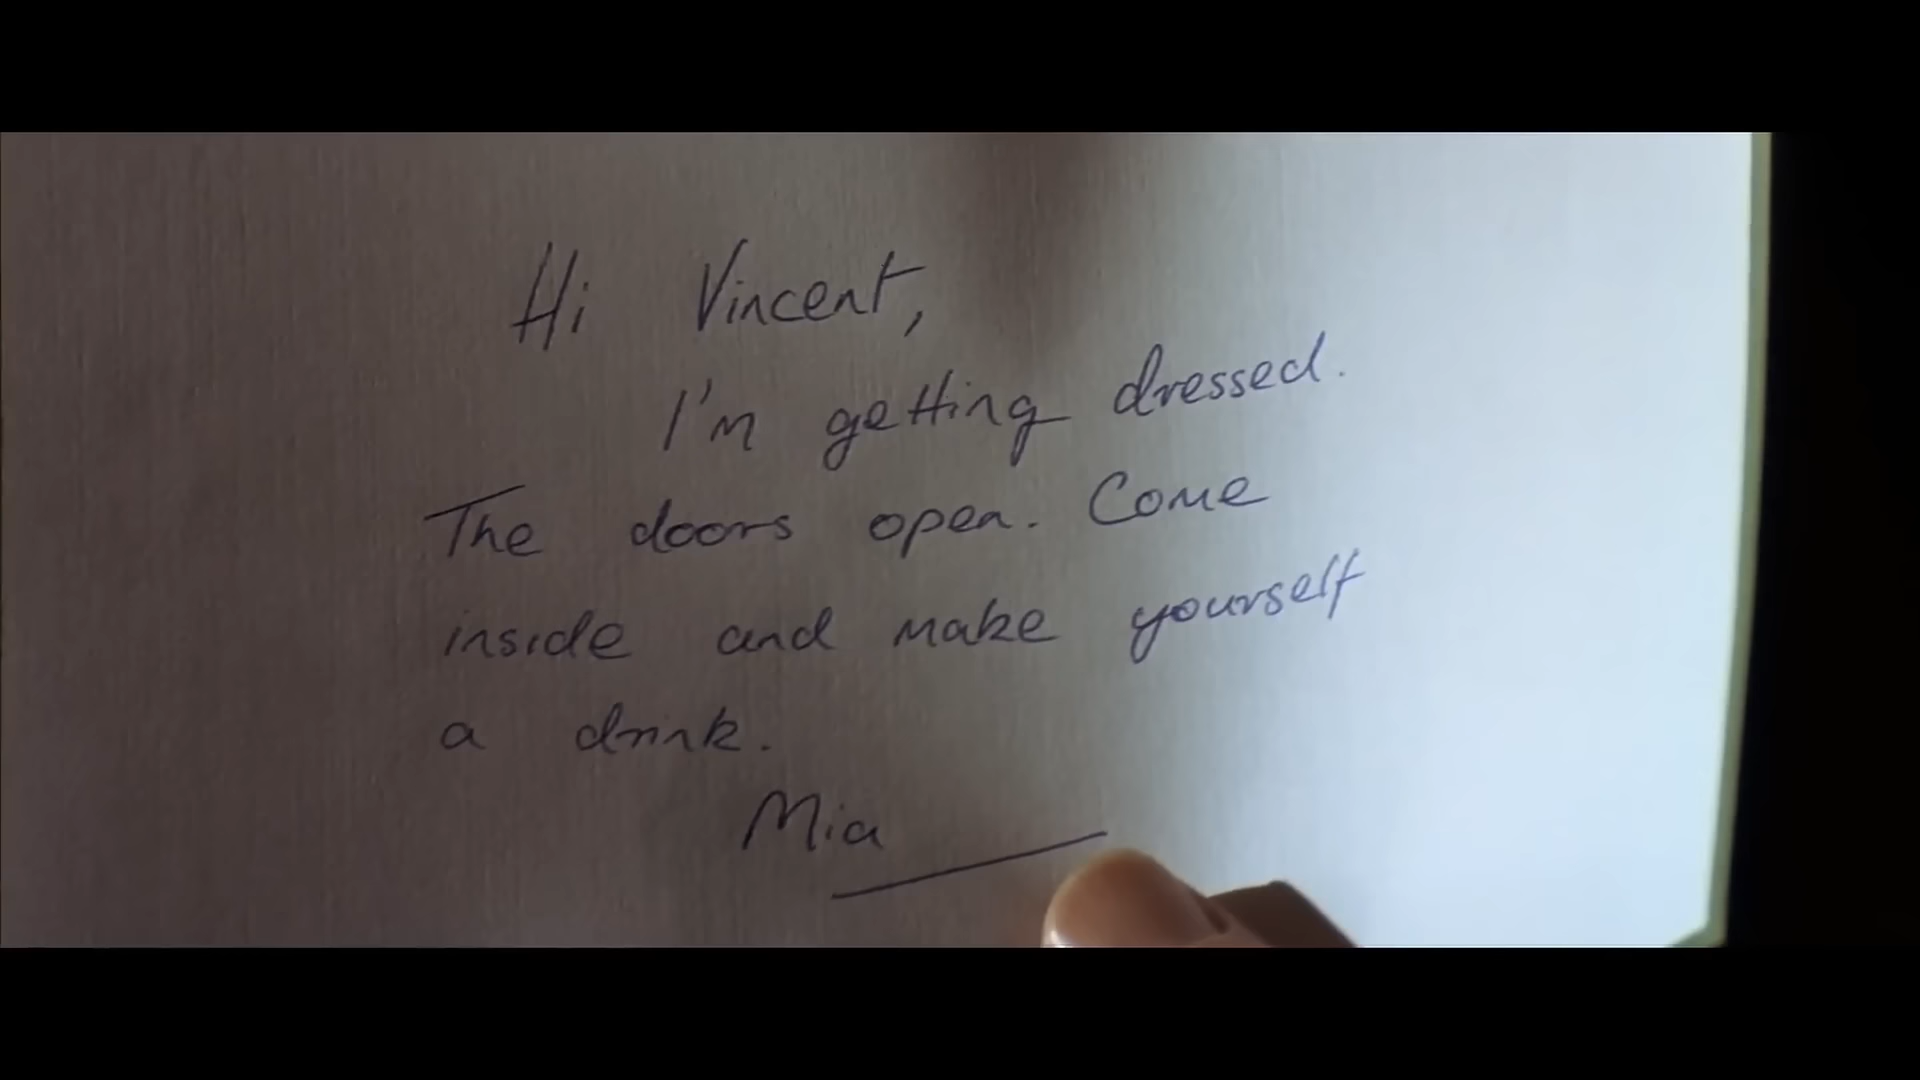 Hi Vincent,
I'm getting dressed.
The doors open. Come
inside and make yourself
a drink.
Mia